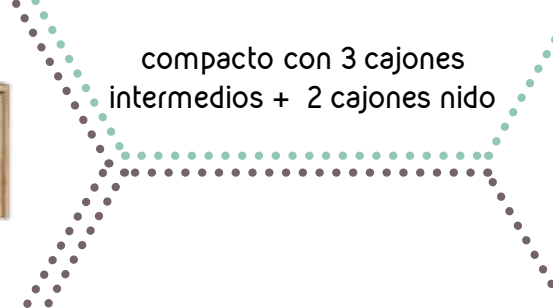 compacto con 3 cajones
intermedios + 2 cajones nido